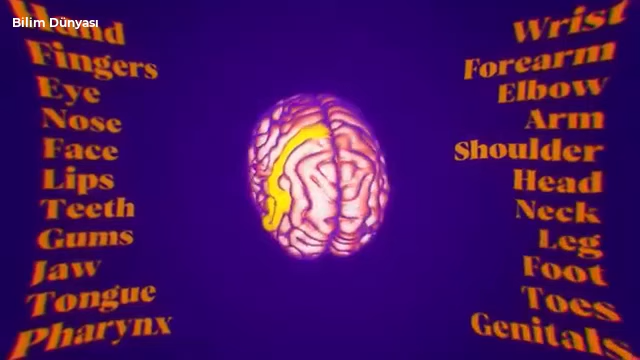 Bilim Dünyası
Hand
Fingers
Eye
Nose
Face
Lips
Teeth
Gums
Jaw
Tongue
Pharynx
Wrist
Forearm
Elbow
Arm
Shoulder
Head
Neck
Leg
Foot
Toes
Genitals